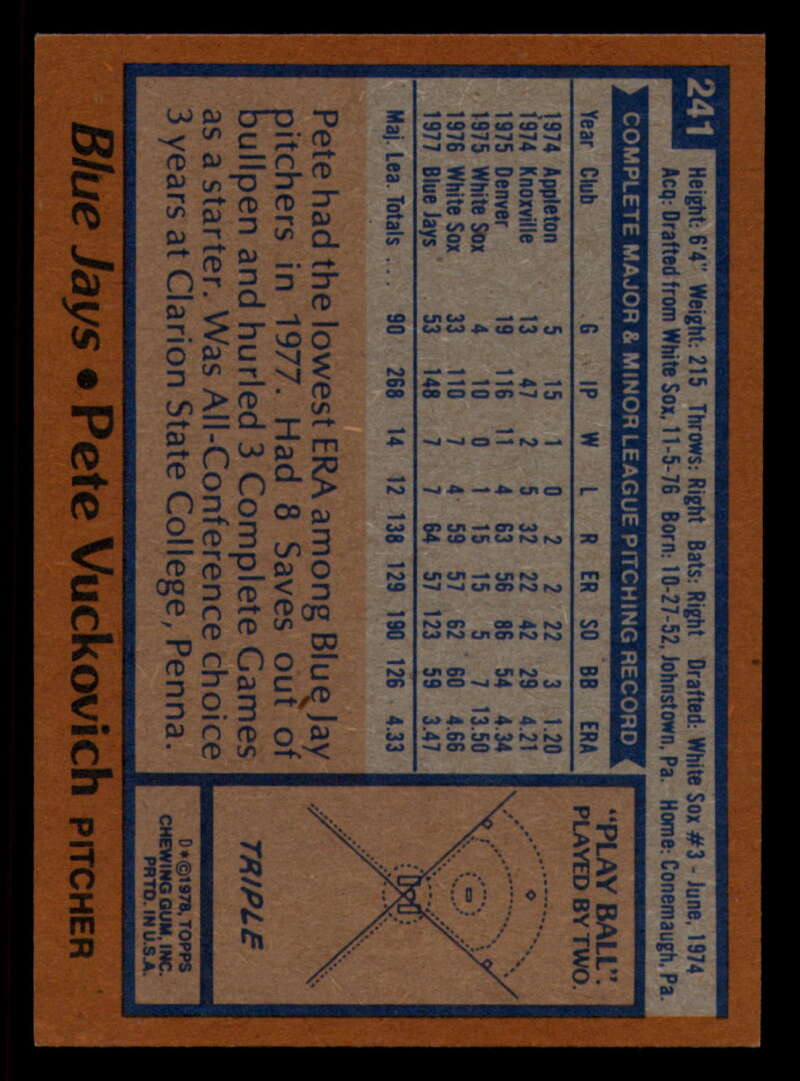 241
Height: 6'4" Weight: 215 Throws: Right Bats: Right Drafted: White Sox #3 - June, 1974
Acq: Drafted from White Sox, 11-5-76 Born: 10-27-52, Johnstown, Pa. Home: Conemaugh, Pa.
COMPLETE MAJOR & MINOR LEAGUE PITCHING RECORD
Year Club G IP W L R ER SO BB ERA
1974 Appleton 5 15 1 0 2 2 22 3 1.20
1974 Knoxville 13 47 2 5 32 22 42 29 4.21
1975 Denver 19 116 11 4 63 56 86 54 4.34
1975 White Sox 4 10 0 1 15 15 5 7 13.50
1976 White Sox 33 110 7 4 59 57 62 60 4.66
1977 Blue Jays 53 148 7 7 64 57 123 59 3.47
Maj. Lea. Totals ... 90 268 14 12 138 129 190 126 4.33
Pete had the lowest ERA among Blue Jay
pitchers in 1977. Had 8 Saves out of
bullpen and hurled 3 Complete Games
as a starter. Was All-Conference choice
3 years at Clarion State College, Penna.
"PLAY BALL".
PLAYED BY TWO.
TRIPLE
D*©1978, TOPPS
CHEWING GUM, INC.
PRTD. IN U.S.A.
Blue Jays • Pete Vuckovich PITCHER